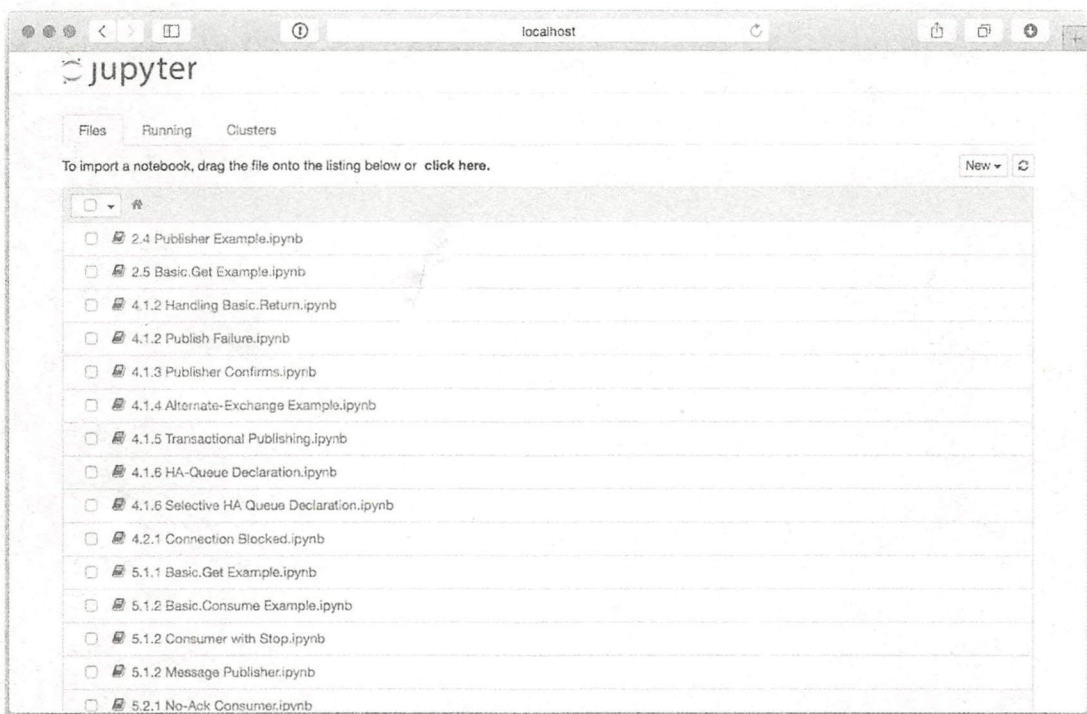 localhost
jupyter
Files Running Clusters
To import a notebook, drag the file onto the listing below or click here.
New
2.4 Publisher Example.ipynb
2.5 Basic.Get Example.ipynb
4.1.2 Handling Basic.Return.ipynb
4.1.2 Publish Failure.ipynb
4.1.3 Publisher Confirms.ipynb
4.1.4 Alternate-Exchange Example.ipynb
4.1.5 Transactional Publishing.ipynb
4.1.6 HA-Queue Declaration.ipynb
4.1.6 Selective HA Queue Declaration.ipynb
4.2.1 Connection Blocked.ipynb
5.1.1 Basic.Get Example.ipynb
5.1.2 Basic.Consume Example.ipynb
5.1.2 Consumer with Stop.ipynb
5.1.2 Message Publisher.ipynb
5.2.1 No-Ack Consumer.ipynb